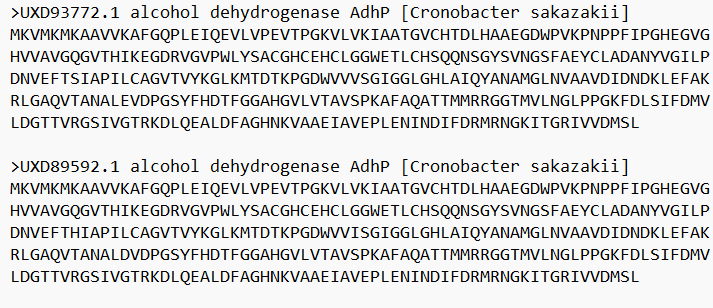 >UXD93772.1 alcohol dehydrogenase AdhP [Cronobacter sakazakii]
MKVMKMKAAVVKAFGQPLEIQEVLVPEVTPGKVLVKIAATGVCHTDLHAAEGDWPVKPNPPFIPGHEGVG
HVVAVGQGVTHIKEGDRVGVPWLYSACGHCEHCLGGWETLCHSQQNSGYSVNGSFAEYCLADANYVGILP
DNVEFTSIAPILCAGVTVYKGLKMTDTKPGDWVVVSGIGGLGHLAIQYANAMGLNVAAVDIDNDKLEFAK
RLGAQVTANALEVDPGSYFHDTFGGAHGVLVTAVSPKAFAQATTMMRRGGTMVLNGLPPGKFDLSIFDMV
LDGTTVRGSIVGTRKDLQEALDFAGHNKVAAEIAVEPLENINDIFDRMRNGKITGRIVVDMSL
>UXD89592.1 alcohol dehydrogenase AdhP [Cronobacter sakazakii]
MKVMKMKAAVVKAFGQPLEIQEVLVPEVTPGKVLVKIAATGVCHTDLHAAEGDWPVKPNPPFIPGHEGVG
HVVAVGQGVTHIKEGDRVGVPWLYSACGHCEHCLGGWETLCHSQQNSGYSVNGSFAEYCLADANYVGILP
DNVEFTHIAPILCAGVTVYKGLKMTDTKPGDWVVISGIGGLGHLAIQYANAMGLNVAAVDIDNDKLEFAK
RLGAQVTANALDVDPGSYFHDTFGGAHGVLVTAVSPKAFAQATTMMRRGGTMVLNGLPPGKFDLSIFDMV
LDGTTVRGSIVGTRKDLQEALDFAGHNKVAAEIAVEPLENINDIFDRMRNGKITGRIVVDMSL